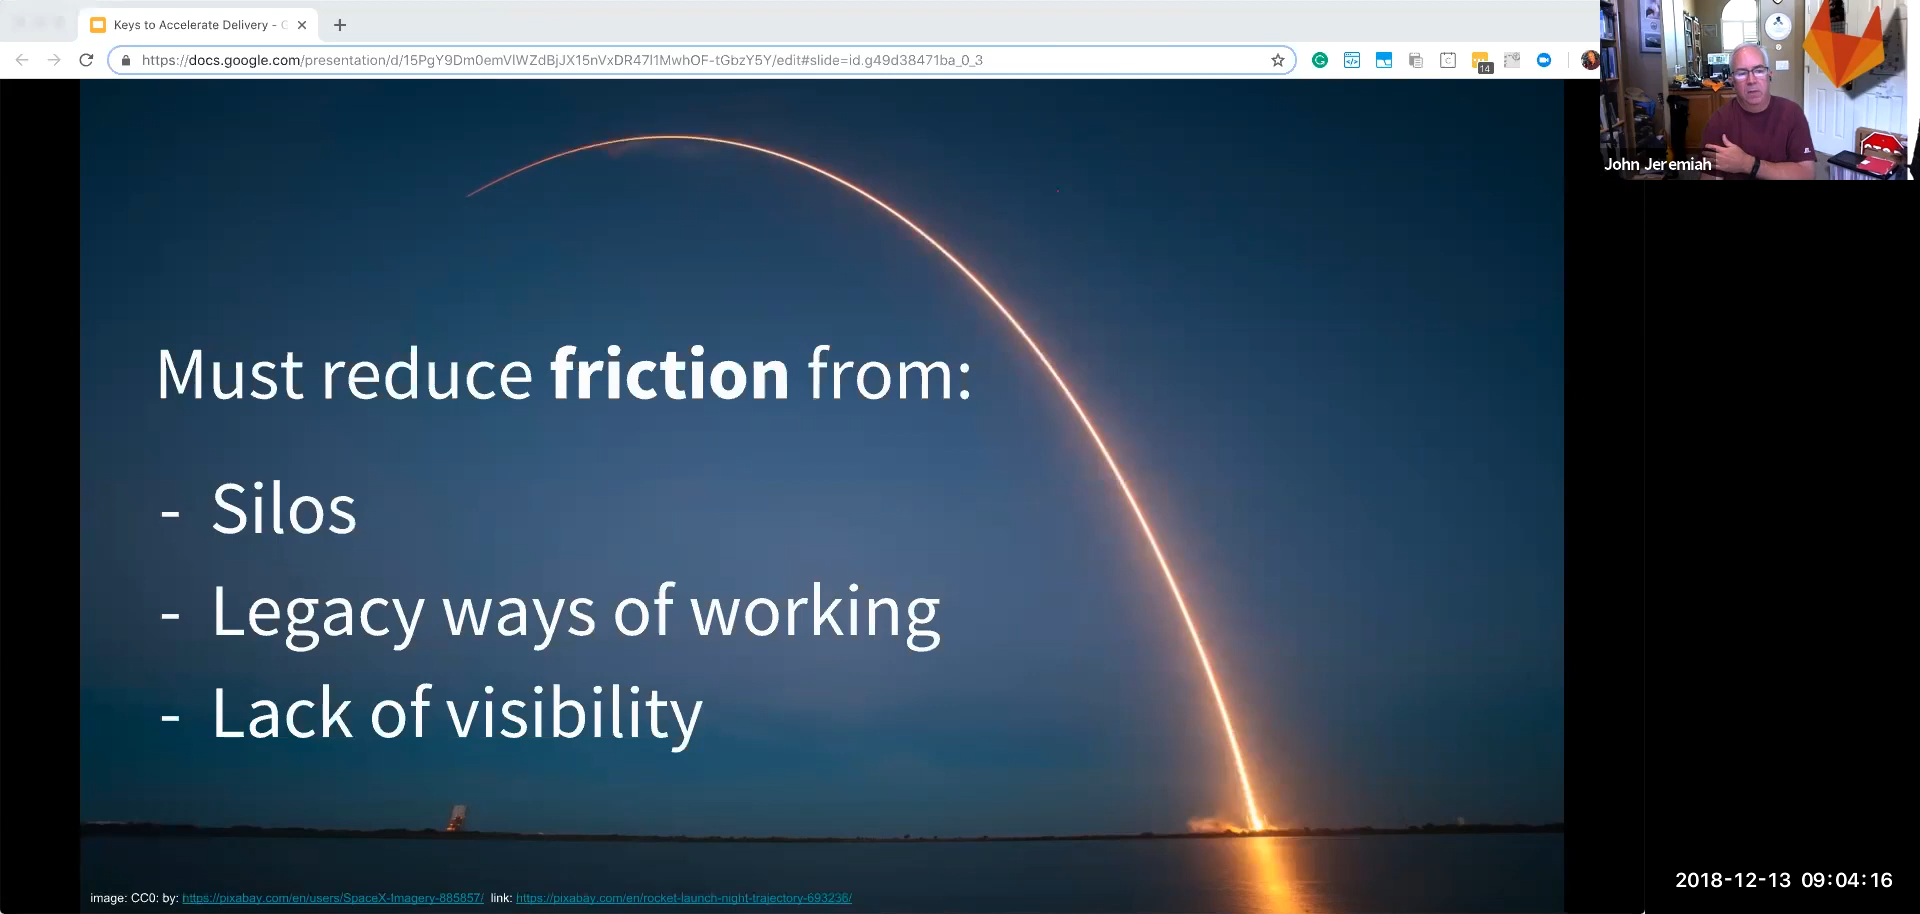 Keys to Accelerate Delivery - G
https://docs.google.com/presentation/d/15PgY9Dm0emVlWZdBjJX15nVxDR47l1MwhOF-tGbzY5Y/edit#slide=id.g49d38471ba_0_3
14
John Jeremiah
Must reduce friction from:
- Silos
- Legacy ways of working
- Lack of visibility
image: CC0: by: https://pixabay.com/en/users/SpaceX-Imagery-885857/ link: https://pixabay.com/en/rocket-launch-night-trajectory-693236/
2018-12-13 09:04:16